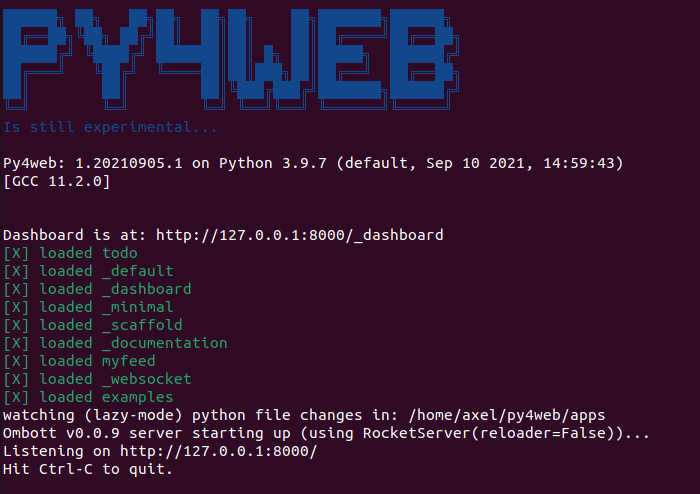 PY4WEB
Is still experimental...
Py4web: 1.20210905.1 on Python 3.9.7 (default, Sep 10 2021, 14:59:43)
[GCC 11.2.0]
Dashboard is at: http://127.0.0.1:8000/_dashboard
[X] loaded todo
[X] loaded _default
[X] loaded _dashboard
[X] loaded _minimal
[X] loaded _scaffold
[X] loaded _documentation
[X] loaded myfeed
[X] loaded _websocket
[X] loaded examples
watching (lazy-mode) python file changes in: /home/axel/py4web/apps
Ombott v0.0.9 server starting up (using RocketServer(reloader=False))...
Listening on http://127.0.0.1:8000/
Hit Ctrl-C to quit.